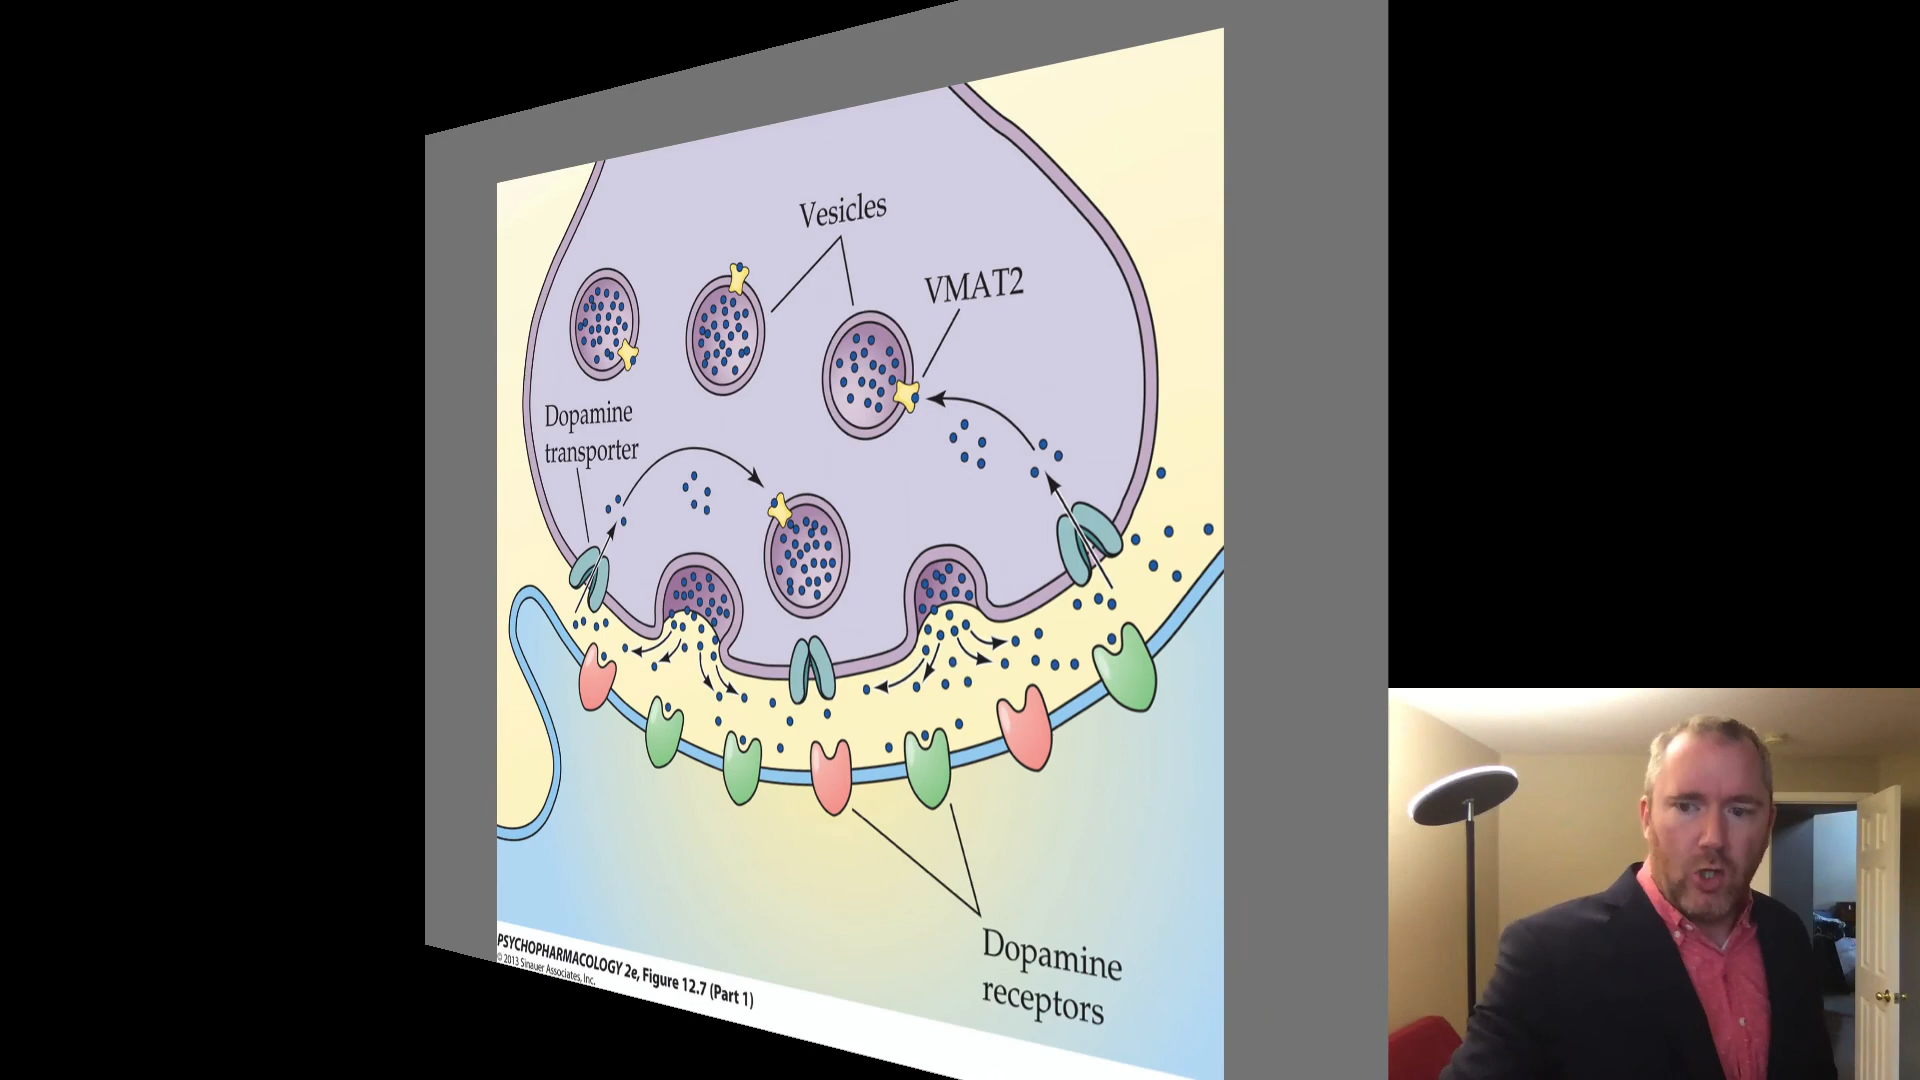 Vesicles
VMAT2
Dopamine
transporter
Dopamine
receptors
PSYCHOPHARMACOLOGY 2e, Figure 12.7 (Part 1)
© 2013 Sinauer Associates, Inc.